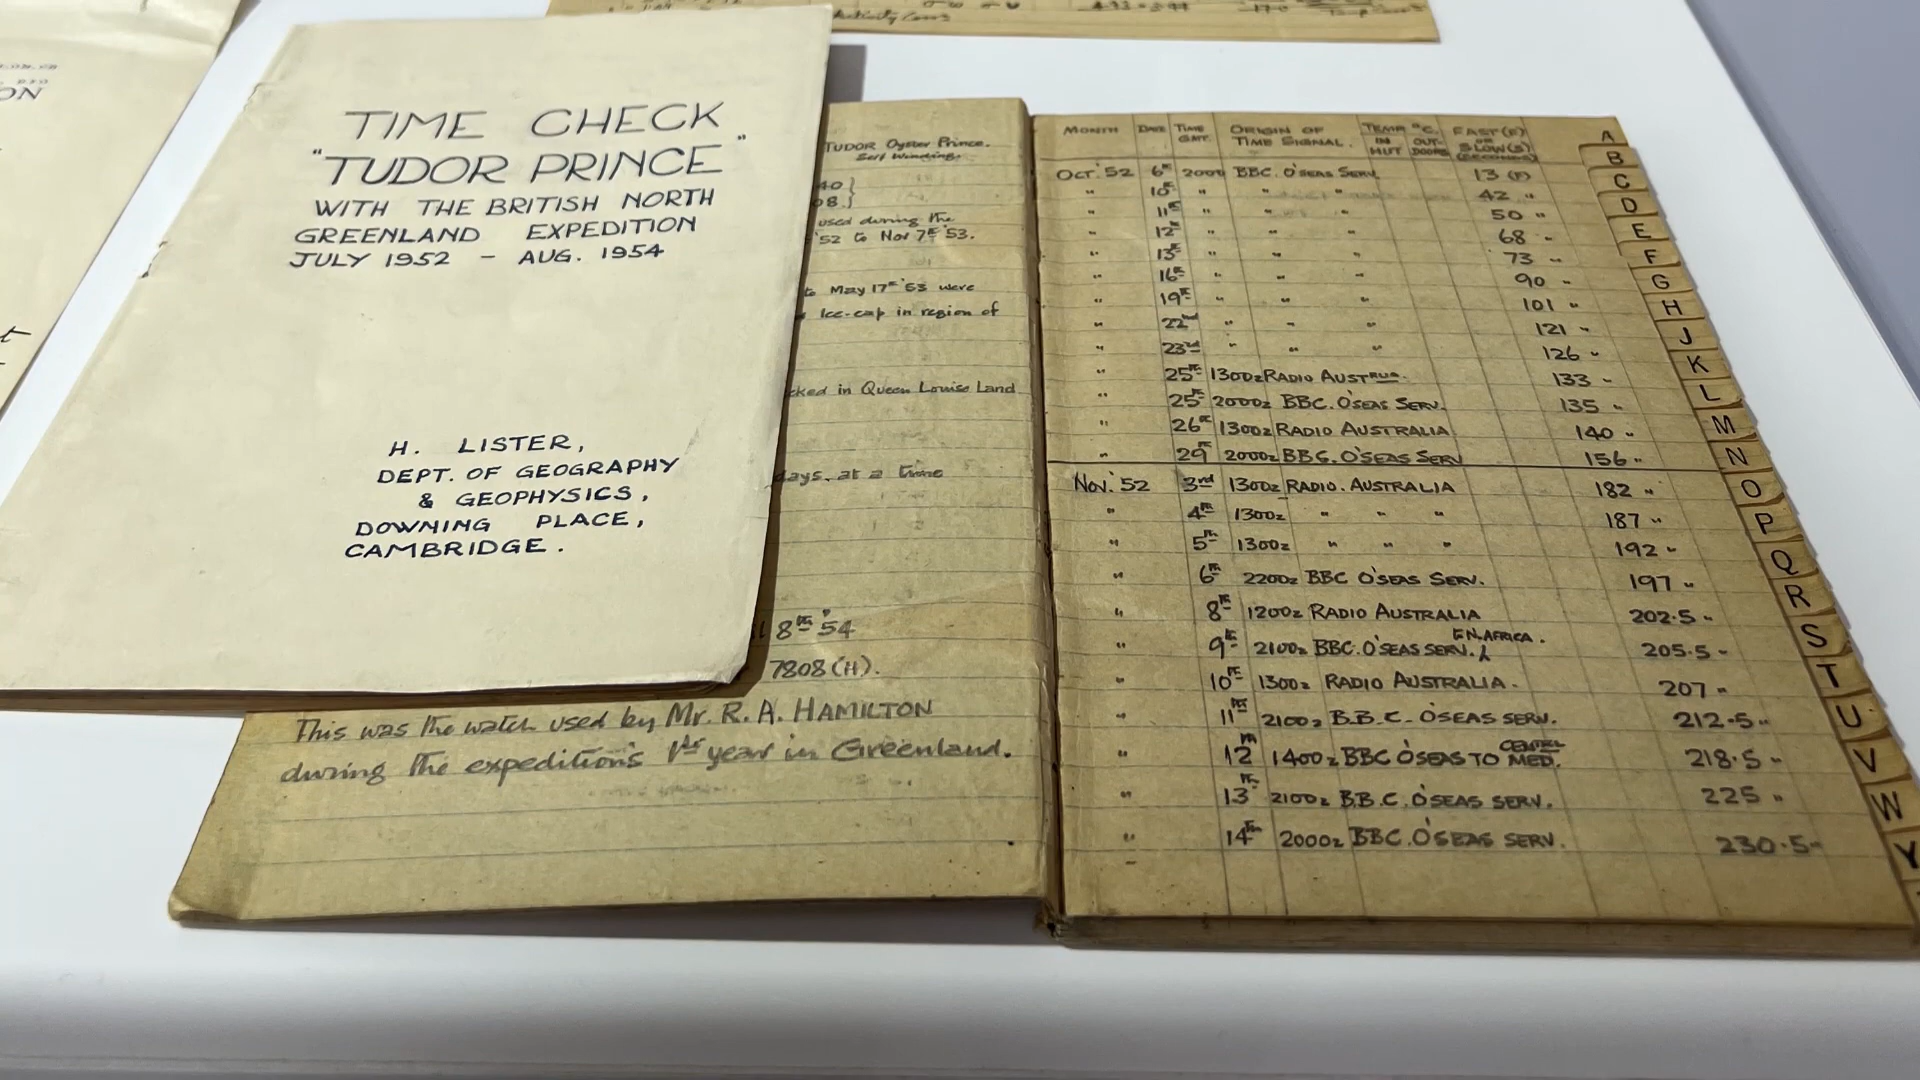 ON
TIME CHECK
"TUDOR PRINCE"
WITH THE BRITISH NORTH
GREENLAND EXPEDITION
JULY 1952 - AUG. 1954
H. LISTER,
DEPT. OF GEOGRAPHY
& GEOPHYSICS,
DOWNING PLACE,
CAMBRIDGE.
TUDOR Oyster Prince.
Self Winding.
40 }
08. }
used during the
'52 to Nov 7th '53.
to May 17th '53 were
Ice-cap in region of
cked in Queen Louise Land
days. at a time
8th '54
7808 (H).
This was the watch used by Mr. R. A. HAMILTON
during the expedition's 1st year in Greenland.
MONTH DATE TIME GMT. ORIGIN OF TIME SIGNAL. TEMP °C. IN HUT OUT-DOORS FAST (F) OR SLOW (S) (SECONDS)
OCT. '52 6th 2000 BBC. O'SEAS SERV. 13 (F)
" 10th " " " " 42 "
" 11th " " " " 50 "
" 12th " " " " 68 "
" 13th " " " " 73 "
" 16th " " " " 90 "
" 19th " " " " 101 "
" 22nd " " " 121 "
" 23rd " " " 126 "
" 25th 1300z RADIO AUST 133 "
" 25th 2000z BBC. O'SEAS SERV. 135 "
" 26th 1300z RADIO AUSTRALIA 140 "
" 29th 2000z BBC. O'SEAS SERV 156 "
NOV. '52 3rd 1300z RADIO. AUSTRALIA 182 "
" 4th 1300z " " " 187 "
" 5th 1300z " " " 192 "
" 6th 2200z BBC O'SEAS SERV. 197 "
" 8th 1200z RADIO AUSTRALIA 202.5 "
" 9th 2100z BBC. O'SEAS SERV. N. AFRICA. 205.5 "
" 10th 1300z RADIO AUSTRALIA. 207 "
" 11th 2100z B.B.C. O'SEAS SERV. 212.5 "
" 12th 1400z BBC O'SEAS TO CENTRAL MED. 218.5 "
" 13th 2100z B.B.C. O'SEAS SERV. 225 "
" 14th 2000z BBC. O'SEAS SERV. 230.5 "
A
B
C
D
E
F
G
H
J
K
L
M
N
O
P
Q
R
S
T
U
V
W
Y